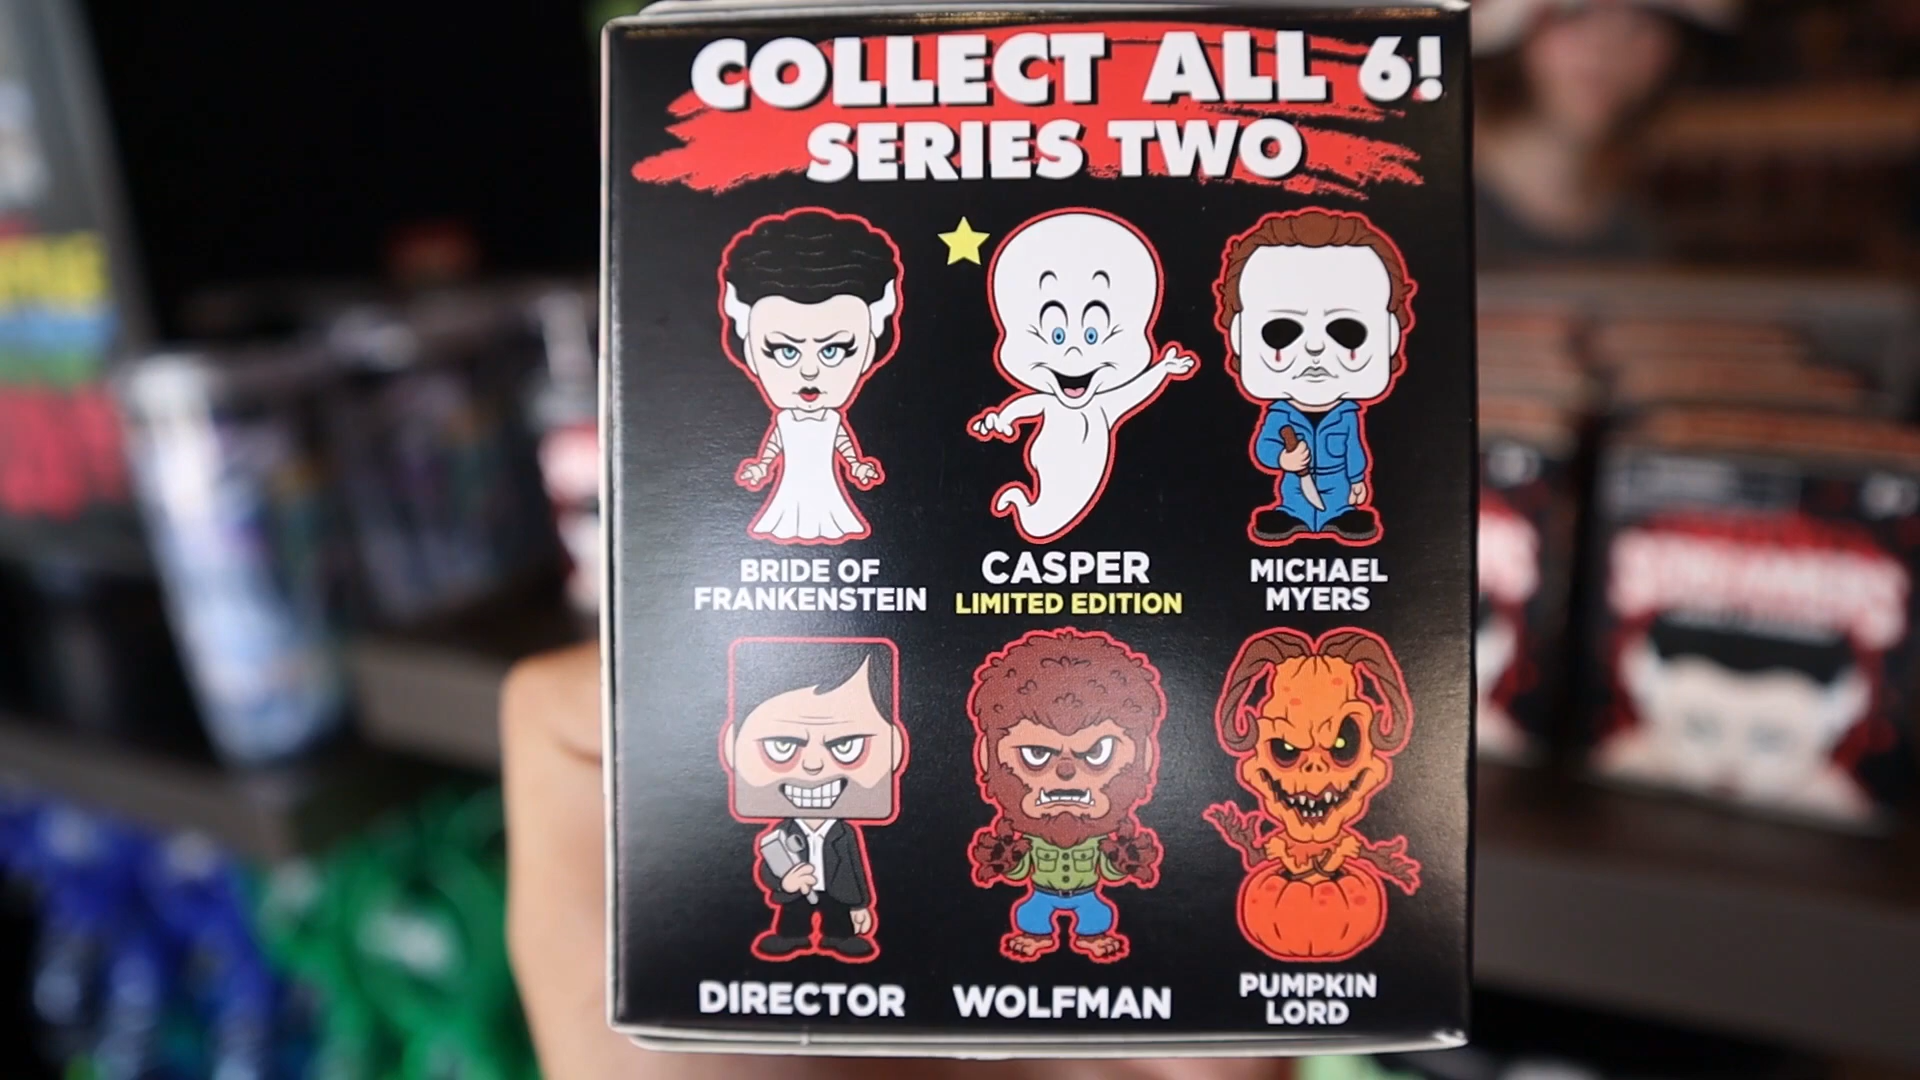 COLLECT ALL 6!
SERIES TWO
BRIDE OF
FRANKENSTEIN
CASPER
LIMITED EDITION
MICHAEL
MYERS
DIRECTOR
WOLFMAN
PUMPKIN
LORD